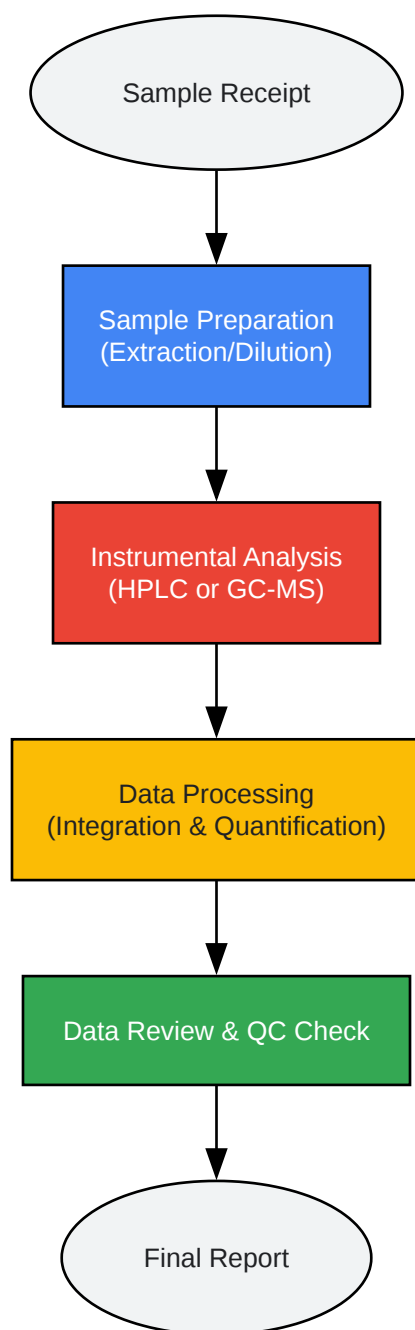 Sample Receipt
Sample Preparation
(Extraction/Dilution)
Instrumental Analysis
(HPLC or GC-MS)
Data Processing
(Integration & Quantification)
Data Review & QC Check
Final Report